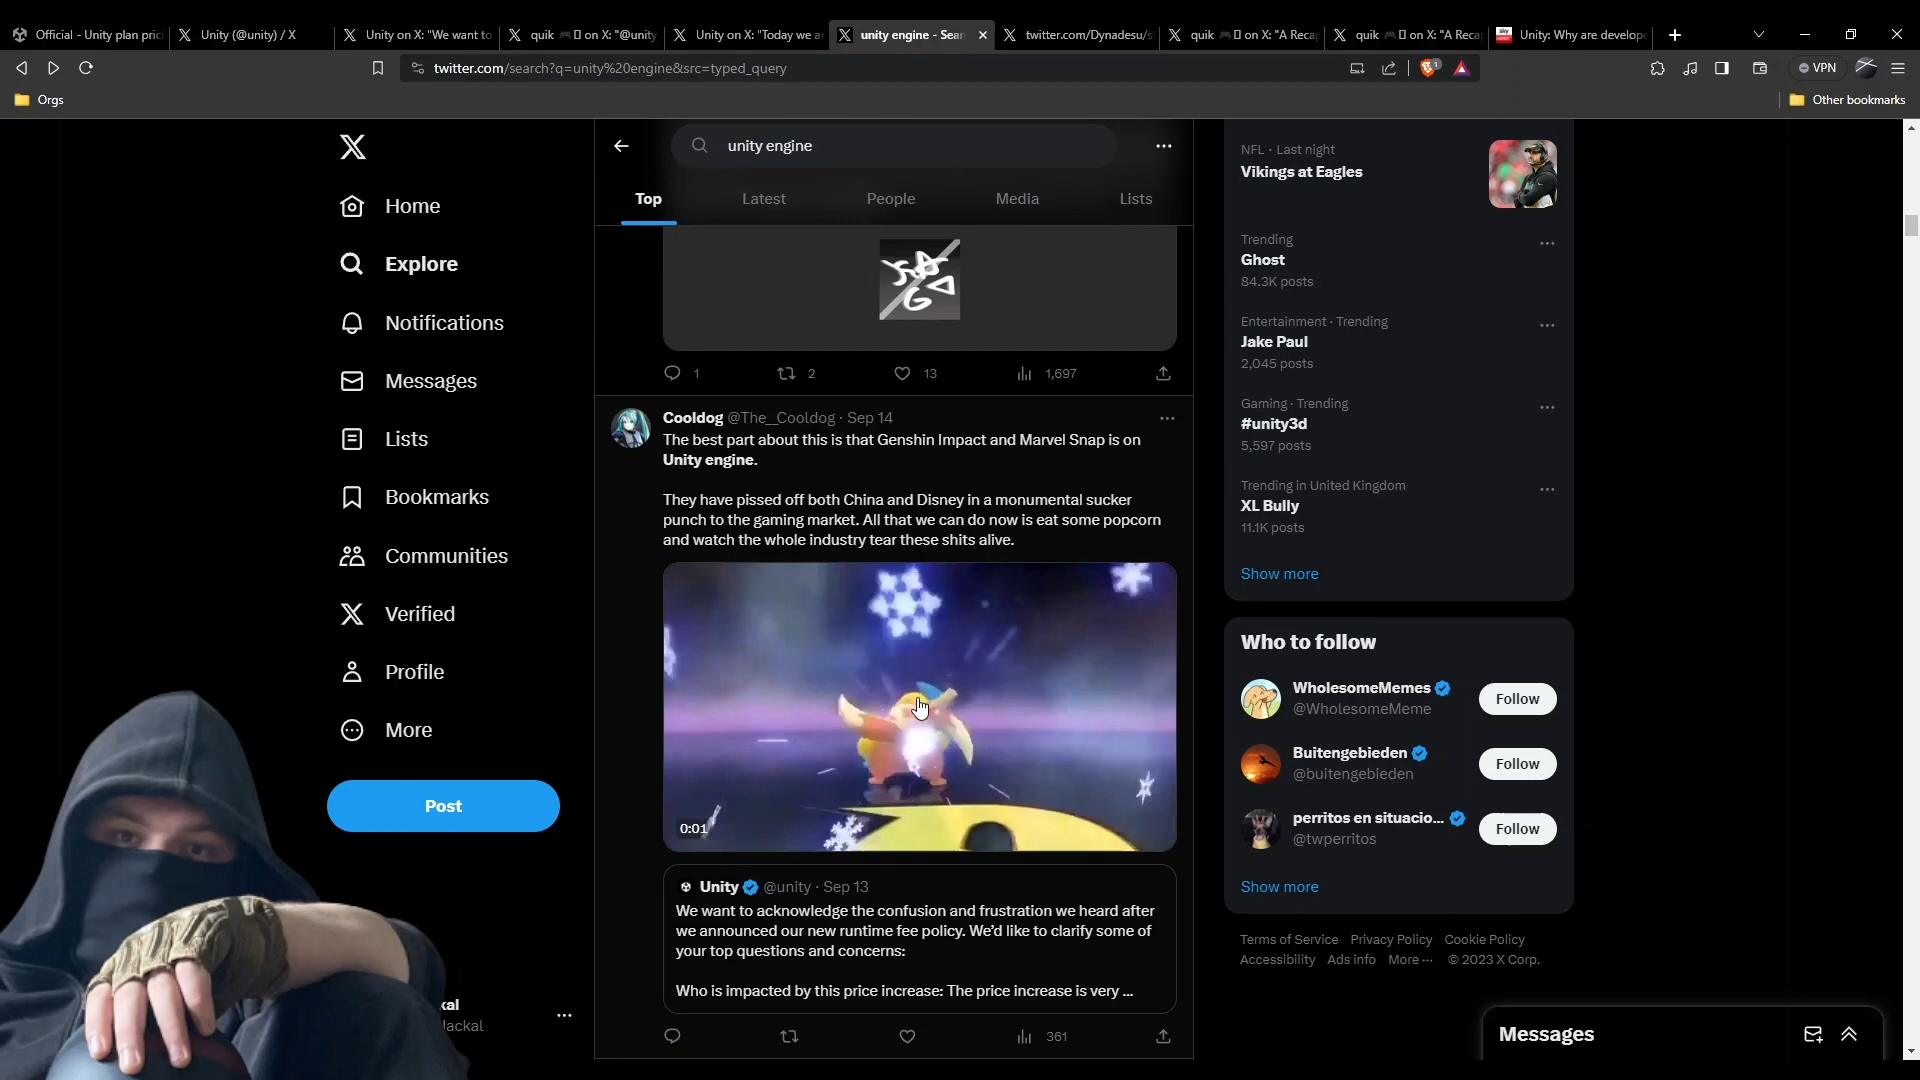 Official - Unity plan pric
Unity (@unity) / X
Unity on X: "We want to
quik on X: "@unity
Unity on X: "Today we a
unity engine - Sear
twitter.com/Dynadesu/s
quik on X: "A Reca
quik on X: "A Reca
sky news
Unity: Why are develope
twitter.com/search?q=unity%20engine&src=typed_query
1
VPN
Orgs
Other bookmarks
unity engine
Top
Latest
People
Media
Lists
Home
Explore
Notifications
Messages
Lists
Bookmarks
Communities
Verified
Profile
More
Post
kal
Jackal
1
2
13
1,697
Cooldog @The__Cooldog · Sep 14
The best part about this is that Genshin Impact and Marvel Snap is on
Unity engine.
They have pissed off both China and Disney in a monumental sucker
punch to the gaming market. All that we can do now is eat some popcorn
and watch the whole industry tear these shits alive.
0:01
Unity @unity · Sep 13
We want to acknowledge the confusion and frustration we heard after
we announced our new runtime fee policy. We'd like to clarify some of
your top questions and concerns:
Who is impacted by this price increase: The price increase is very ...
361
NFL · Last night
Vikings at Eagles
Trending
Ghost
84.3K posts
Entertainment · Trending
Jake Paul
2,045 posts
Gaming · Trending
#unity3d
5,597 posts
Trending in United Kingdom
XL Bully
11.1K posts
Show more
Who to follow
WholesomeMemes
@WholesomeMeme
Follow
Buitengebieden
@buitengebieden
Follow
perritos en situacio...
@twperritos
Follow
Show more
Terms of Service Privacy Policy Cookie Policy
Accessibility Ads info More ··· © 2023 X Corp.
Messages